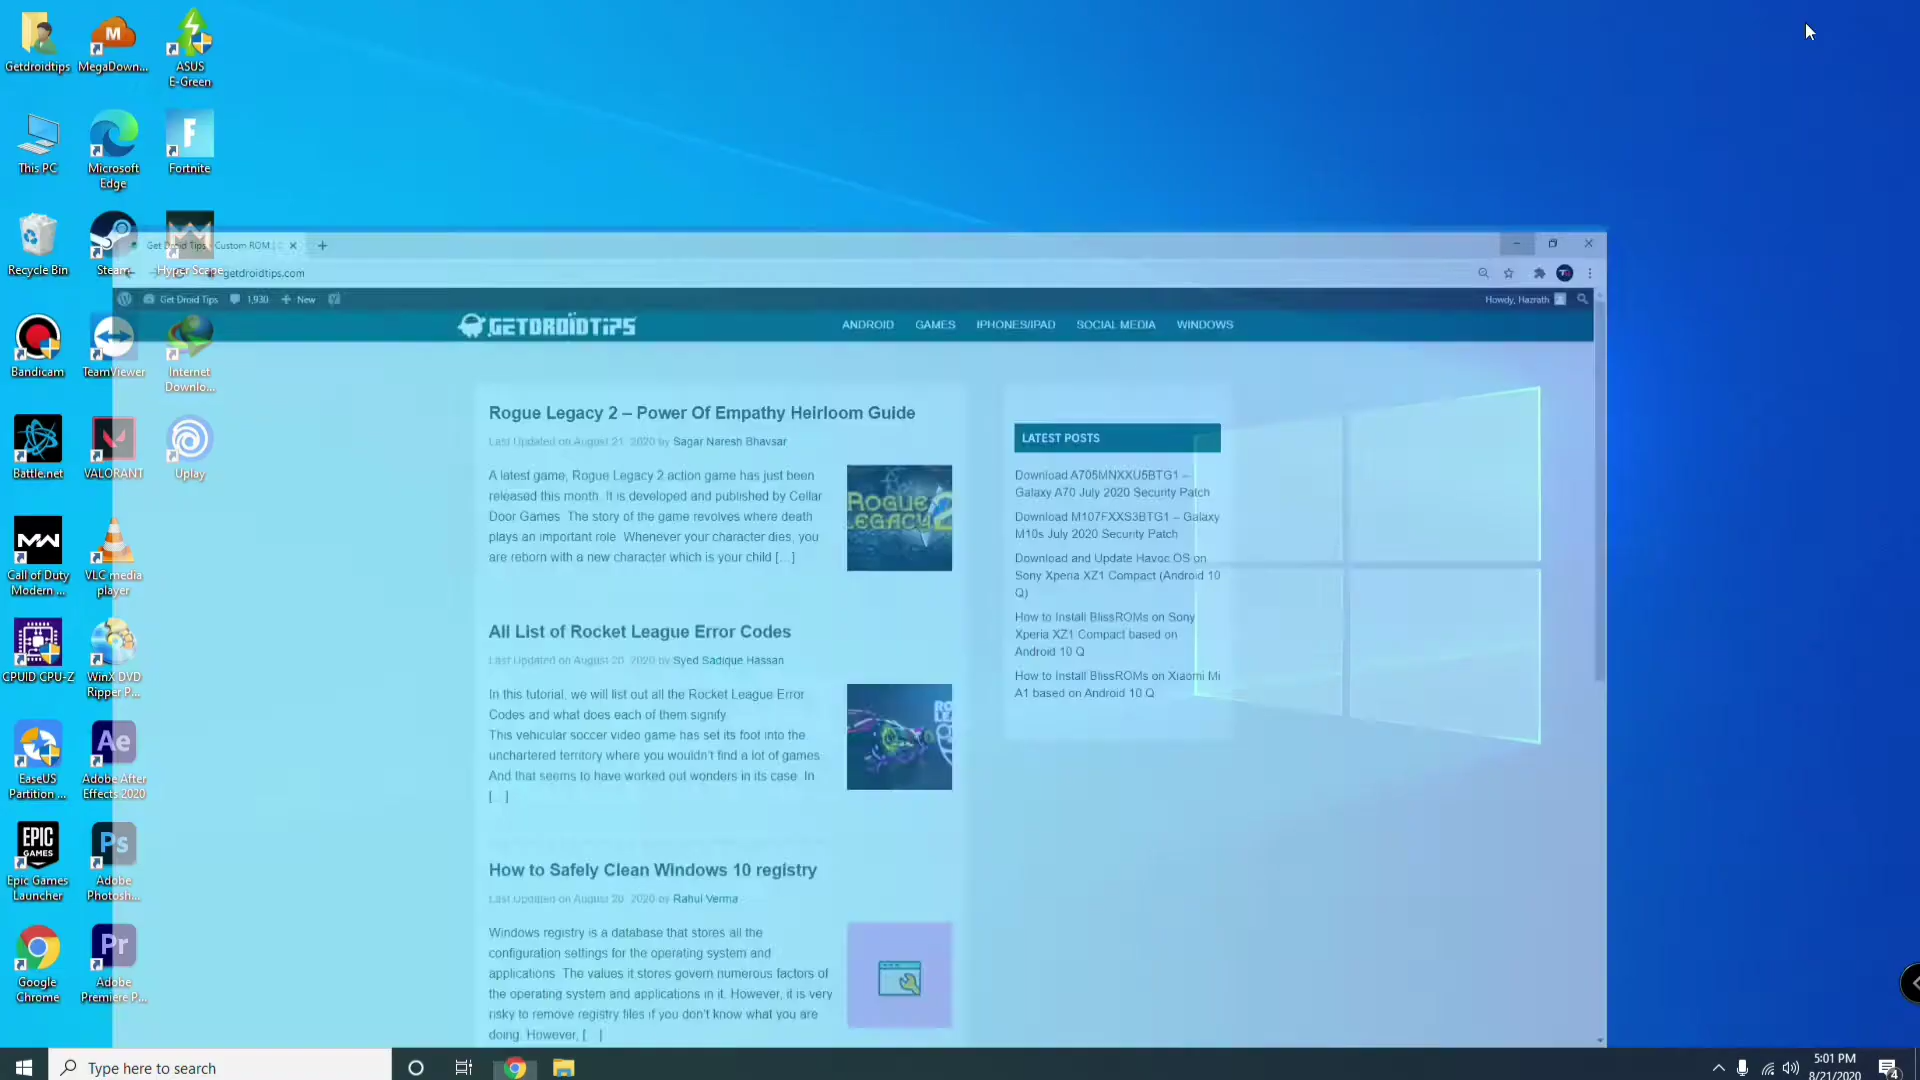 Getdroidtips
MegaDown...
ASUS
E-Green
This PC
Microsoft
Edge
Fortnite
Recycle Bin
Steam
Hyper Scape
Bandicam
TeamViewer
Internet
Downlo...
Battle.net
VALORANT
Uplay
Call of Duty
Modern ...
VLC media
player
CPUID CPU-Z
WinX DVD
Ripper P...
EaseUS
Partition ...
Adobe After
Effects 2020
Epic Games
Launcher
Adobe
Photosh...
Google
Chrome
Adobe
Premiere P...
Get Droid Tips - Custom ROM |
getdroidtips.com
Get Droid Tips 1,930 New
Howdy, Hazrath
GETDROIDTIPS
ANDROID GAMES IPHONES/IPAD SOCIAL MEDIA WINDOWS
Rogue Legacy 2 – Power Of Empathy Heirloom Guide
Last Updated on August 21, 2020 by Sagar Naresh Bhavsar
A latest game, Rogue Legacy 2 action game has just been
released this month. It is developed and published by Cellar
Door Games. The story of the game revolves where death
plays an important role. Whenever your character dies, you
are reborn with a new character which is your child [...]
ROGUE
LEGACY 2
All List of Rocket League Error Codes
Last Updated on August 20, 2020 by Syed Sadique Hassan
In this tutorial, we will list out all the Rocket League Error
Codes and what does each of them signify.
This vehicular soccer video game has set its foot into the
unchartered territory where you wouldn't find a lot of games.
And that seems to have worked out wonders in its case. In
[...]
How to Safely Clean Windows 10 registry
Last Updated on August 20, 2020 by Rahul Verma
Windows registry is a database that stores all the
configuration settings for the operating system and
applications. The values it stores govern numerous factors of
the operating system and applications in it. However, it is very
risky to remove registry files if you don't know what you are
doing. However, [...]
LATEST POSTS
Download A705MNXXU5BTG1 –
Galaxy A70 July 2020 Security Patch
Download M107FXXS3BTG1 – Galaxy
M10s July 2020 Security Patch
Download and Update Havoc OS on
Sony Xperia XZ1 Compact (Android 10
Q)
How to Install BlissROMs on Sony
Xperia XZ1 Compact based on
Android 10 Q
How to Install BlissROMs on Xiaomi Mi
A1 based on Android 10 Q
Type here to search
5:01 PM
8/21/2020
4